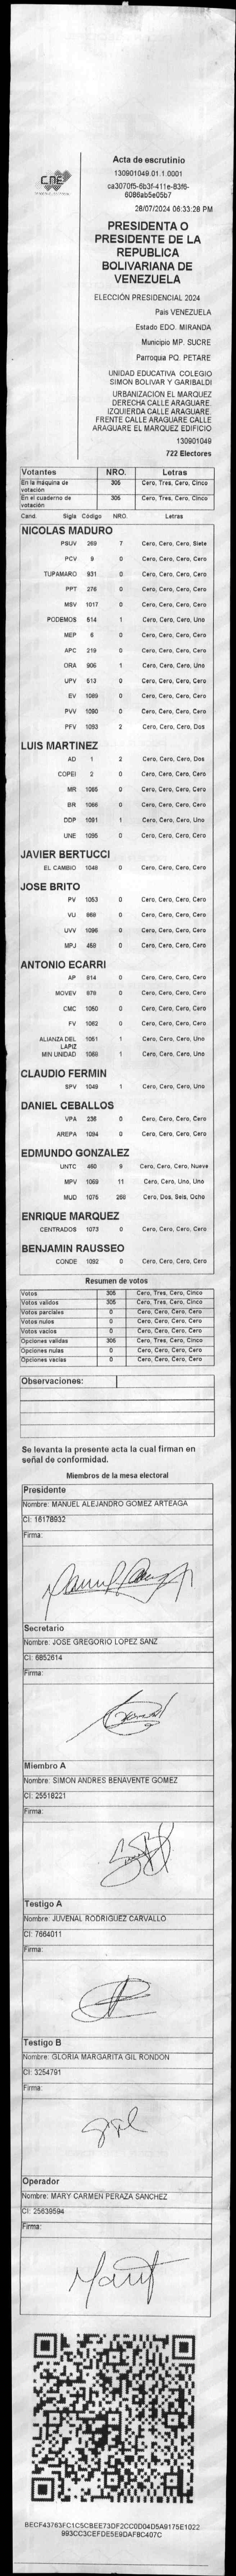 CNE
Acta de escrutinio
130901049.01.1.0001
ca3070f5-6b3f-411e-83f6-
6086ab5e05b7
28/07/2024 06:33:28 PM
PRESIDENTA O
PRESIDENTE DE LA
REPUBLICA
BOLIVARIANA DE
VENEZUELA
ELECCIÓN PRESIDENCIAL 2024
Pais VENEZUELA
Estado EDO. MIRANDA
Municipio MP. SUCRE
Parroquia PQ. PETARE
UNIDAD EDUCATIVA COLEGIO
SIMON BOLIVAR Y GARIBALDI
URBANIZACION EL MARQUEZ
DERECHA CALLE ARAGUARE.
IZQUIERDA CALLE ARAGUARE.
FRENTE CALLE ARAGUARE CALLE
ARAGUARE EL MARQUEZ EDIFICIO
130901049
722 Electores
Votantes NRO. Letras
En la máquina de votación 305 Cero, Tres, Cero, Cinco
En el cuaderno de votación 305 Cero, Tres, Cero, Cinco
Cand. Sigla Código NRO. Letras
NICOLAS MADURO
PSUV 269 7 Cero, Cero, Cero, Siete
PCV 9 0 Cero, Cero, Cero, Cero
TUPAMARO 931 0 Cero, Cero, Cero, Cero
PPT 276 0 Cero, Cero, Cero, Cero
MSV 1017 0 Cero, Cero, Cero, Cero
PODEMOS 614 1 Cero, Cero, Cero, Uno
MEP 6 0 Cero, Cero, Cero, Cero
APC 219 0 Cero, Cero, Cero, Cero
ORA 906 1 Cero, Cero, Cero, Uno
UPV 613 0 Cero, Cero, Cero, Cero
EV 1089 0 Cero, Cero, Cero, Cero
PVV 1090 0 Cero, Cero, Cero, Cero
PFV 1093 2 Cero, Cero, Cero, Dos
LUIS MARTINEZ
AD 1 2 Cero, Cero, Cero, Dos
COPEI 2 0 Cero, Cero, Cero, Cero
MR 1065 0 Cero, Cero, Cero, Cero
BR 1066 0 Cero, Cero, Cero, Cero
DDP 1091 1 Cero, Cero, Cero, Uno
UNE 1095 0 Cero, Cero, Cero, Cero
JAVIER BERTUCCI
EL CAMBIO 1048 0 Cero, Cero, Cero, Cero
JOSE BRITO
PV 1053 0 Cero, Cero, Cero, Cero
VU 868 0 Cero, Cero, Cero, Cero
UVV 1096 0 Cero, Cero, Cero, Cero
MPJ 458 0 Cero, Cero, Cero, Cero
ANTONIO ECARRI
AP 814 0 Cero, Cero, Cero, Cero
MOVEV 879 0 Cero, Cero, Cero, Cero
CMC 1050 0 Cero, Cero, Cero, Cero
FV 1062 0 Cero, Cero, Cero, Cero
ALIANZA DEL LAPIZ 1051 1 Cero, Cero, Cero, Uno
MIN UNIDAD 1 Cero, Cero, Cero, Uno
CLAUDIO FERMIN
SPV 1049 1 Cero, Cero, Cero, Uno
DANIEL CEBALLOS
VPA 236 0 Cero, Cero, Cero, Cero
AREPA 1094 0 Cero, Cero, Cero, Cero
EDMUNDO GONZALEZ
UNTC 460 9 Cero, Cero, Cero, Nueve
MPV 1069 11 Cero, Cero, Uno, Uno
MUD 1075 268 Cero, Dos, Seis, Ocho
ENRIQUE MARQUEZ
CENTRADOS 1073 0 Cero, Cero, Cero, Cero
BENJAMIN RAUSSEO
CONDE 1092 0 Cero, Cero, Cero, Cero
Resumen de votos
Votos 305 Cero, Tres, Cero, Cinco
Votos validos 305 Cero, Tres, Cero, Cinco
Votos parciales 0 Cero, Cero, Cero, Cero
Votos nulos 0 Cero, Cero, Cero, Cero
Votos vacios 0 Cero, Cero, Cero, Cero
Opciones validas 305 Cero, Tres, Cero, Cinco
Opciones nulas 0 Cero, Cero, Cero, Cero
Opciones vacias 0 Cero, Cero, Cero, Cero
Observaciones:
Se levanta la presente acta la cual firman en
señal de conformidad.
Miembros de la mesa electoral
Presidente
Nombre: MANUEL ALEJANDRO GOMEZ ARTEAGA
CI: 16178932
Firma:
Secretario
Nombre: JOSE GREGORIO LOPEZ SANZ
CI: 6852614
Firma:
Miembro A
Nombre: SIMON ANDRES BENAVENTE GOMEZ
CI: 25518221
Firma:
Testigo A
Nombre: JUVENAL RODRIGUEZ CARVALLO
CI: 7664011
Firma:
Testigo B
Nombre: GLORIA MARGARITA GIL RONDON
CI: 3254791
Firma:
Operador
Nombre: MARY CARMEN PERAZA SANCHEZ
CI: 25639594
Firma:
BECF43763FC1C5CBEE73DF2CC0D04D5A9175E1022
993CC3CEFDE5E9DAF8C407C